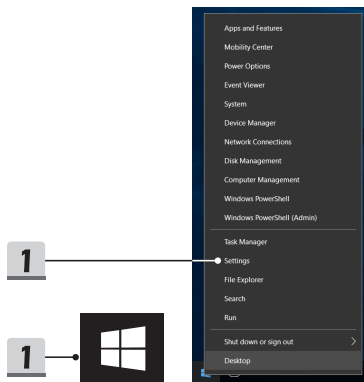 Apps and Features
Mobility Center
Power Options
Event Viewer
System
Device Manager
Network Connections
Disk Management
Computer Management
Windows PowerShell
Windows PowerShell (Admin)
Task Manager
1 Settings
File Explorer
Search
Run
Shut down or sign out
1
Desktop